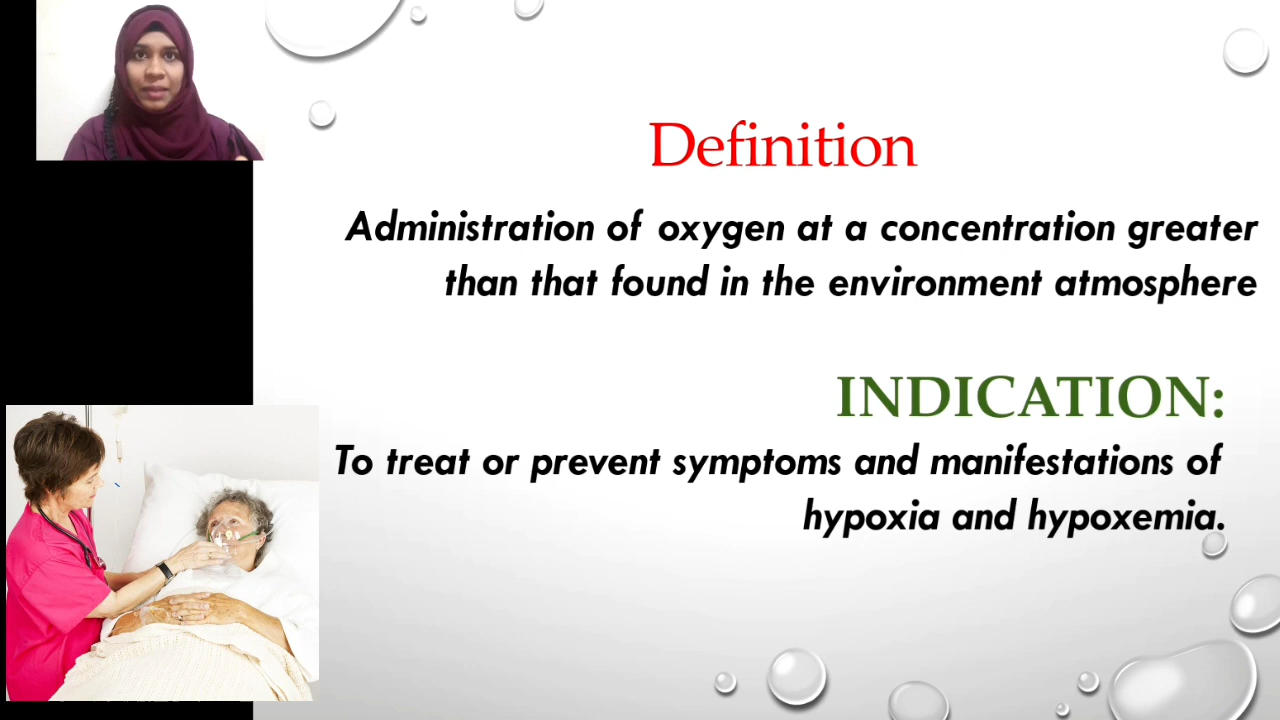 Definition
Administration of oxygen at a concentration greater
than that found in the environment atmosphere
INDICATION:
To treat or prevent symptoms and manifestations of
hypoxia and hypoxemia.